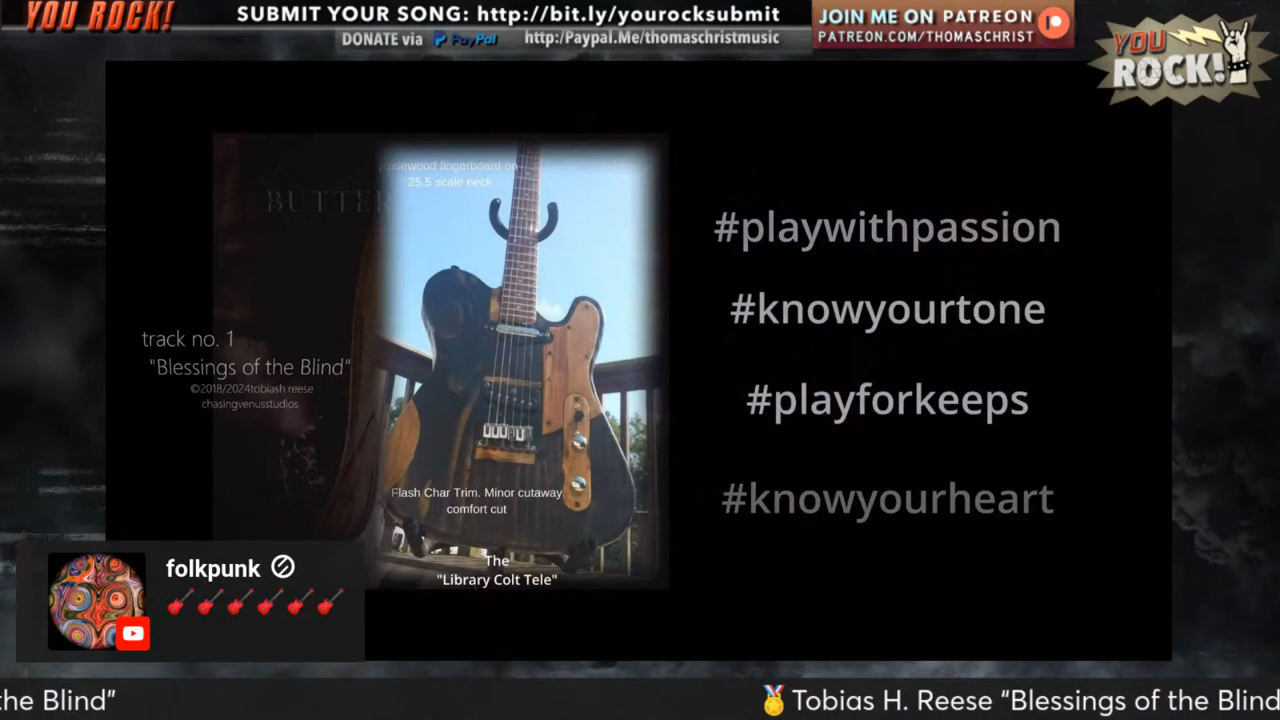 YOU ROCK!
SUBMIT YOUR SONG: http://bit.ly/yourocksubmit
DONATE via PayPal http:/Paypal.Me/thomaschristmusic
JOIN ME ON PATREON
PATREON.COM/THOMASCHRIST
YOU
ROCK!
fingerboard on
25.5 scale neck
track no. 1
"Blessings of the Blind"
©2018/2024tobiash.reese
chasingvenusstudios
Flash Char Trim. Minor cutaway
comfort cut
The
"Library Colt Tele"
#playwithpassion
#knowyourtone
#playforkeeps
#knowyourheart
folkpunk
the Blind”
Tobias H. Reese “Blessings of the Blind